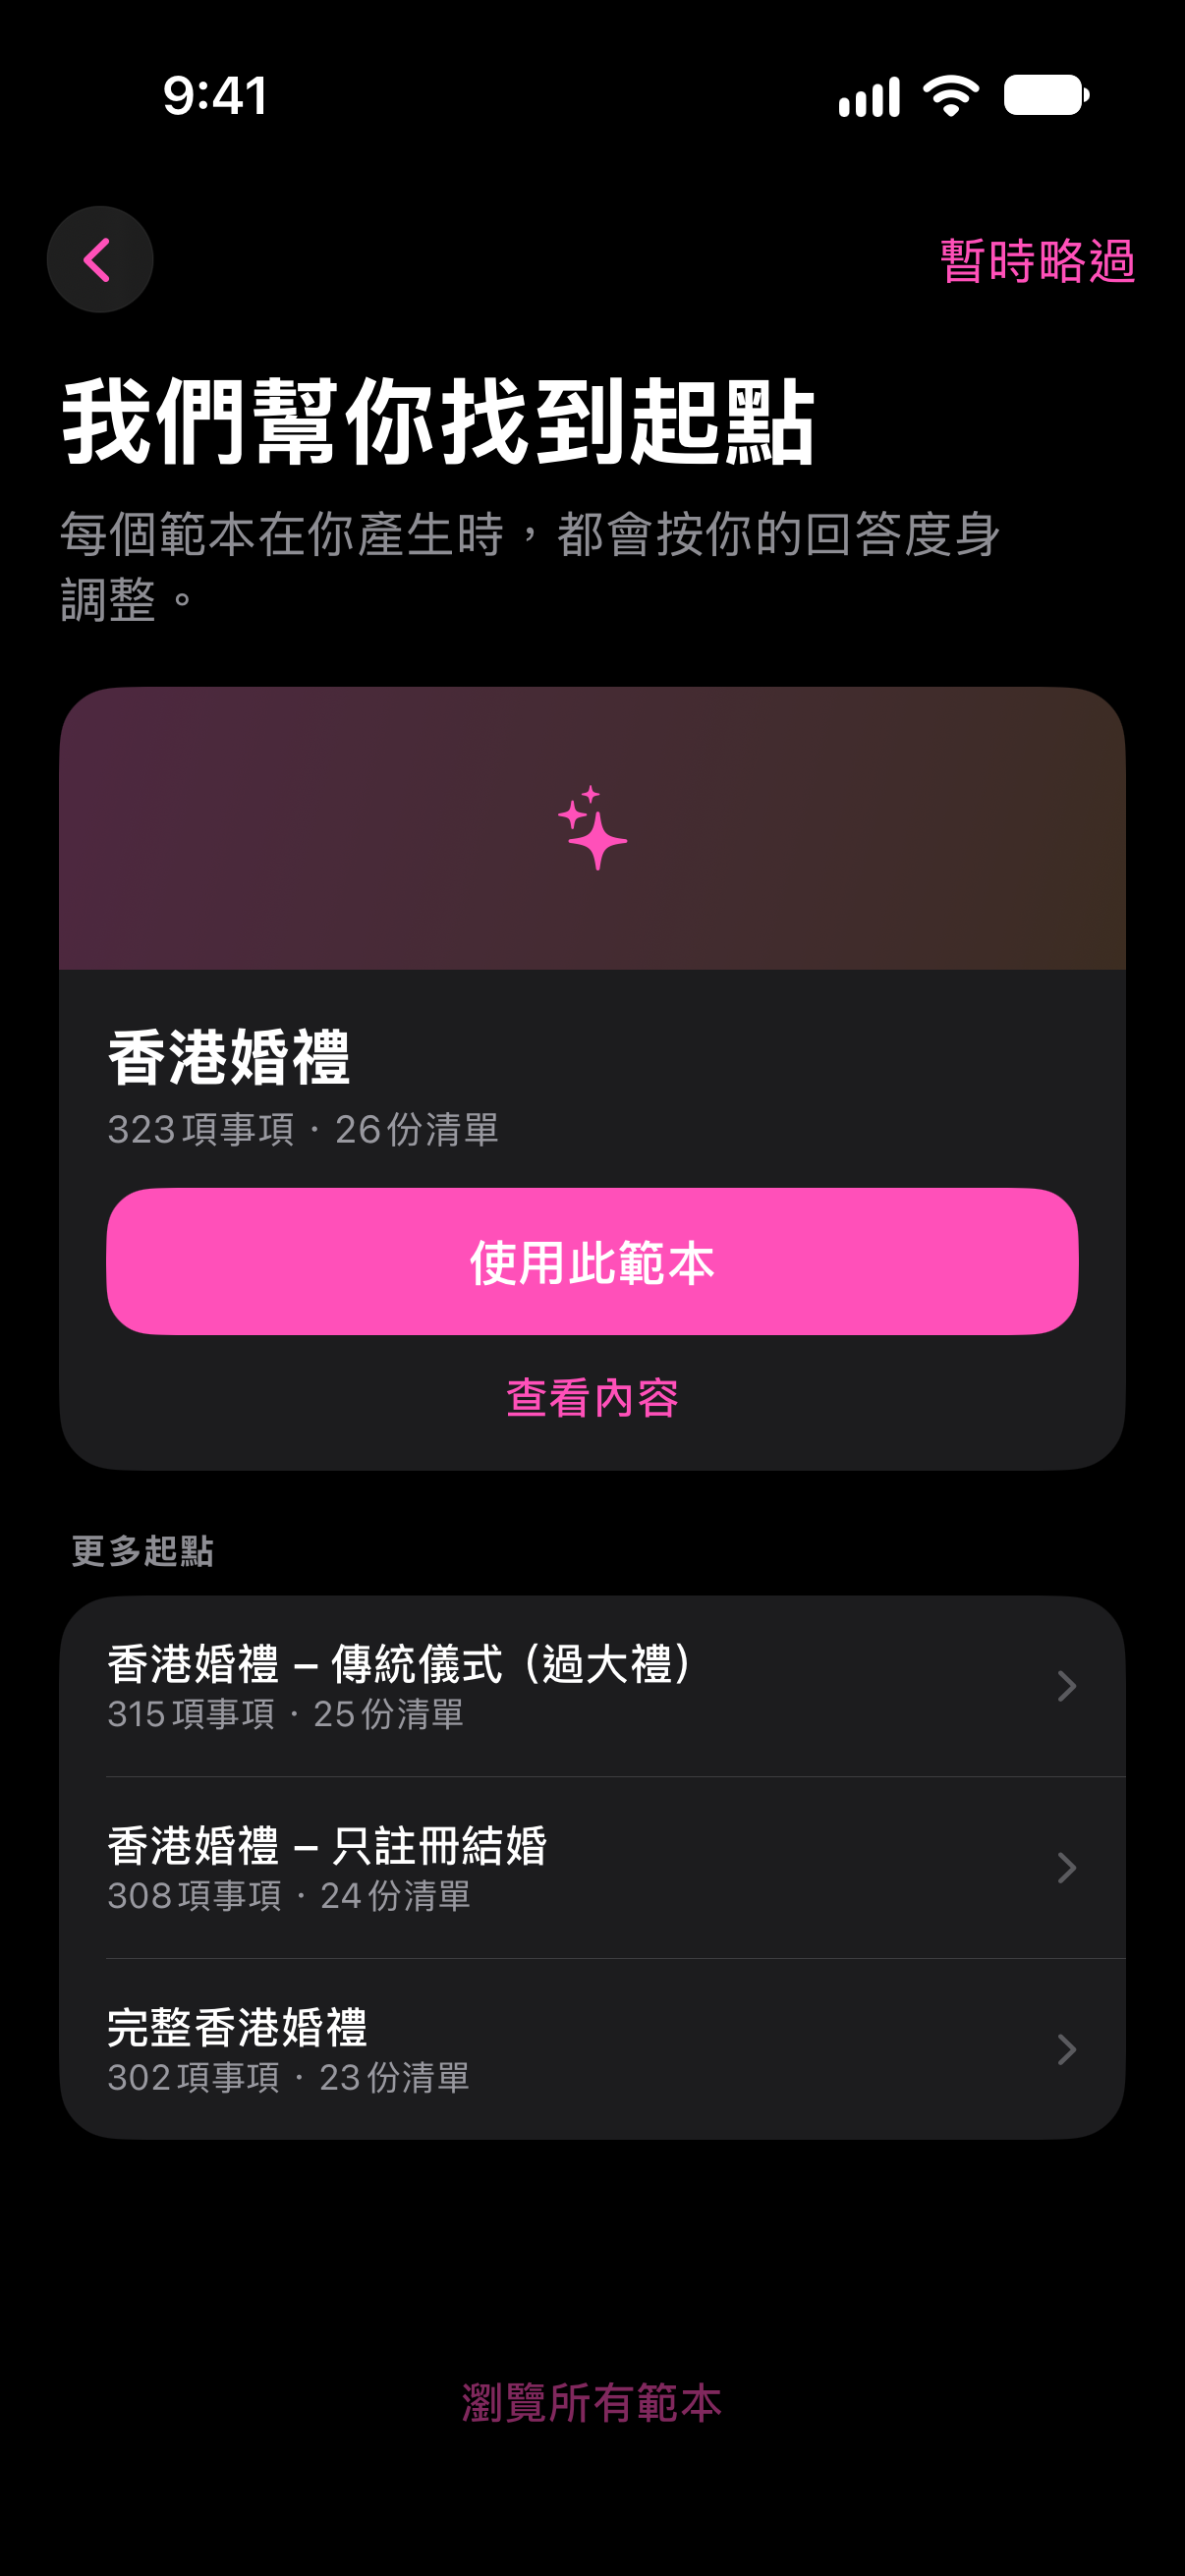 9:41
暫時略過
我們幫你找到起點
每個範本在你產生時，都會按你的回答度身
調整。
香港婚禮
323 項事項 · 26 份清單
使用此範本
查看內容
更多起點
香港婚禮 – 傳統儀式（過大禮）
315 項事項 · 25 份清單
香港婚禮 – 只註冊結婚
308 項事項 · 24 份清單
完整香港婚禮
302 項事項 · 23 份清單
瀏覽所有範本